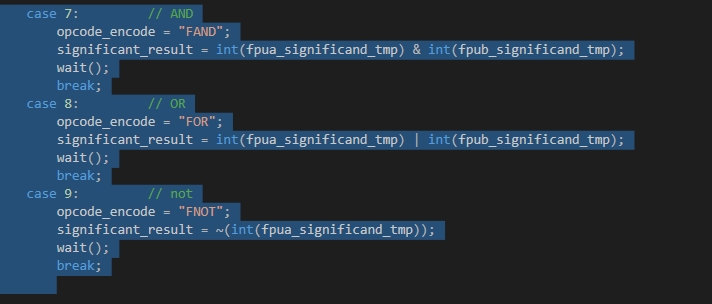 case 7:         // AND
    opcode_encode = "FAND";
    significant_result = int(fpua_significand_tmp) & int(fpub_significand_tmp);
    wait();
    break;
case 8:         // OR
    opcode_encode = "FOR";
    significant_result = int(fpua_significand_tmp) | int(fpub_significand_tmp);
    wait();
    break;
case 9:         // not
    opcode_encode = "FNOT";
    significant_result = ~(int(fpua_significand_tmp));
    wait();
    break;